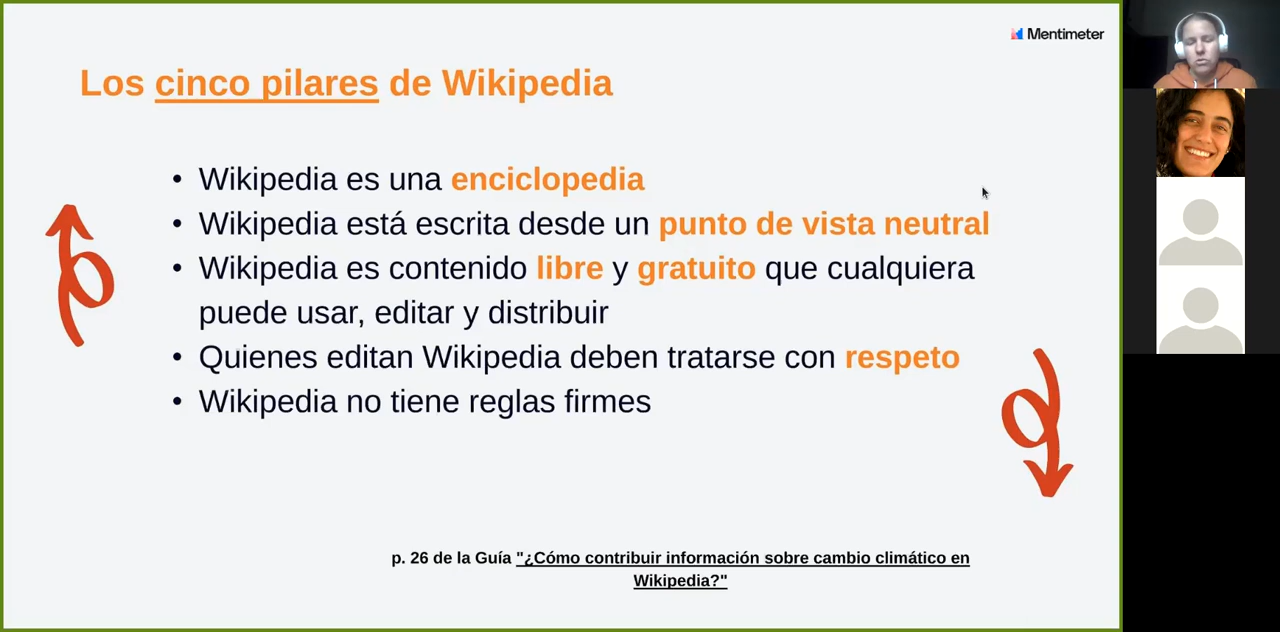 Mentimeter
Los cinco pilares de Wikipedia
• Wikipedia es una enciclopedia
• Wikipedia está escrita desde un punto de vista neutral
• Wikipedia es contenido libre y gratuito que cualquiera
puede usar, editar y distribuir
• Quienes editan Wikipedia deben tratarse con respeto
• Wikipedia no tiene reglas firmes
p. 26 de la Guía "¿Cómo contribuir información sobre cambio climático en
Wikipedia?"